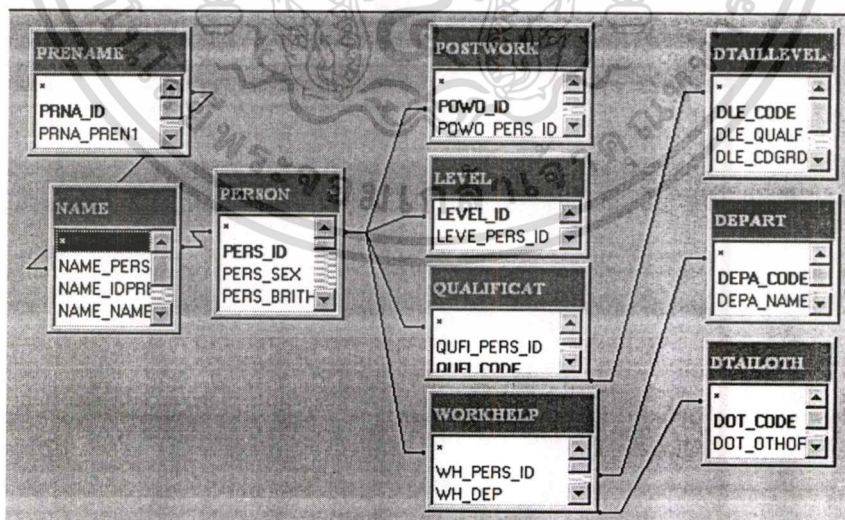 PRENAME
*
PRNA_ID
PRNA_PREN1
NAME
*
NAME_PERS
NAME_IDPRE
NAME_NAME
PERSON
*
PERS_ID
PERS_SEX
PERS_BRITH
POSTWORK
*
POWO_ID
POWO_PERS_ID
LEVEL
LEVEL_ID
LEVE_PERS_ID
QUALIFICAT
*
QUFI_PERS_ID
QUFI_CODE
WORKHELP
*
WH_PERS_ID
WH_DEP
DTAILLEVEL
*
DLE_CODE
DLE_QUALF
DLE_CDGRD
DEPART
*
DEPA_CODE
DEPA_NAME
DTAILOTH
*
DOT_CODE
DOT_OTHOF